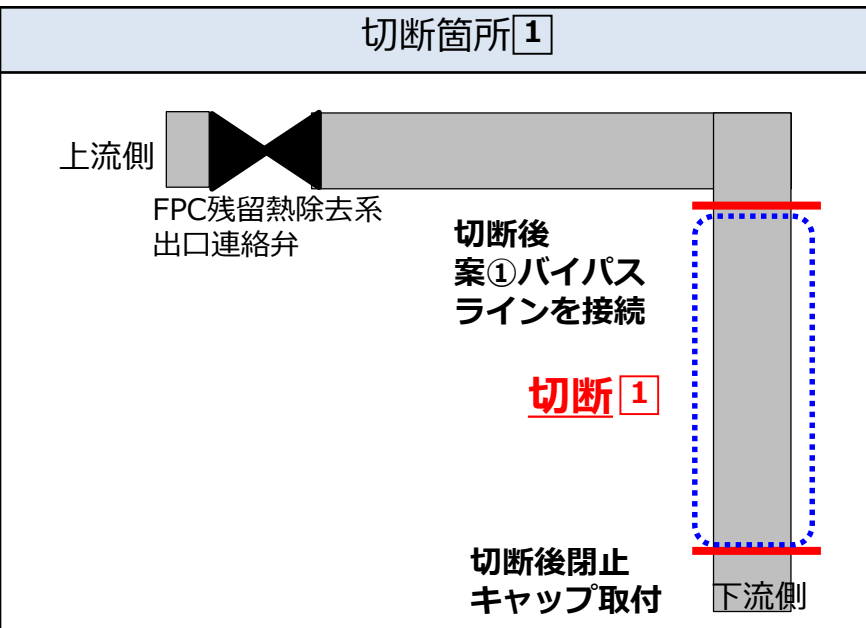 切断箇所1
上流側
FPC残留熱除去系
出口連絡弁
切断後
案①バイパス
ラインを接続
切断1
切断後閉止
キャップ取付
下流側